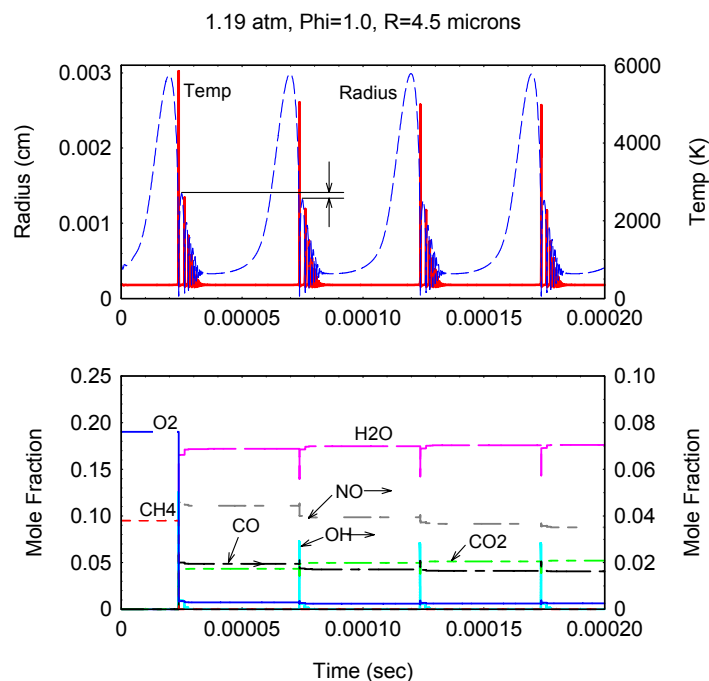 1.19 atm, Phi=1.0, R=4.5 microns
0.003
0.002
0.001
0
Radius (cm)
Temp
Radius
6000
4000
2000
0
Temp (K)
0
0.00005
0.00010
0.00015
0.00020
0.25
0.20
0.15
0.10
0.05
0.00
Mole Fraction
O2
CH4
H2O
NO
CO
OH
CO2
0.10
0.08
0.06
0.04
0.02
0
Mole Fraction
0
0.00005
0.00010
0.00015
0.00020
Time (sec)